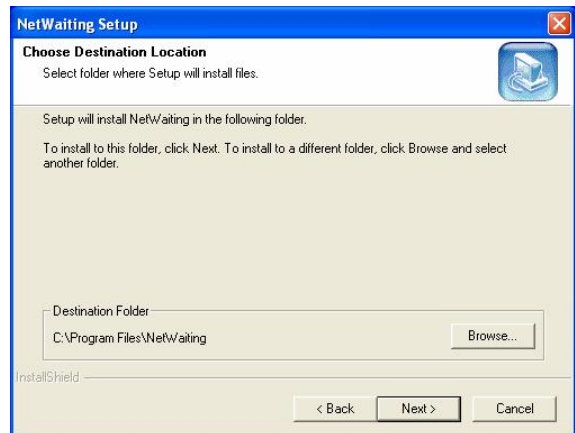 NetWaiting Setup
Choose Destination Location
Select folder where Setup will install files.
Setup will install NetWaiting in the following folder.
To install to this folder, click Next. To install to a different folder, click Browse and select
another folder.
Destination Folder
C:\Program Files\NetWaiting
Browse...
InstallShield
< Back
Next >
Cancel